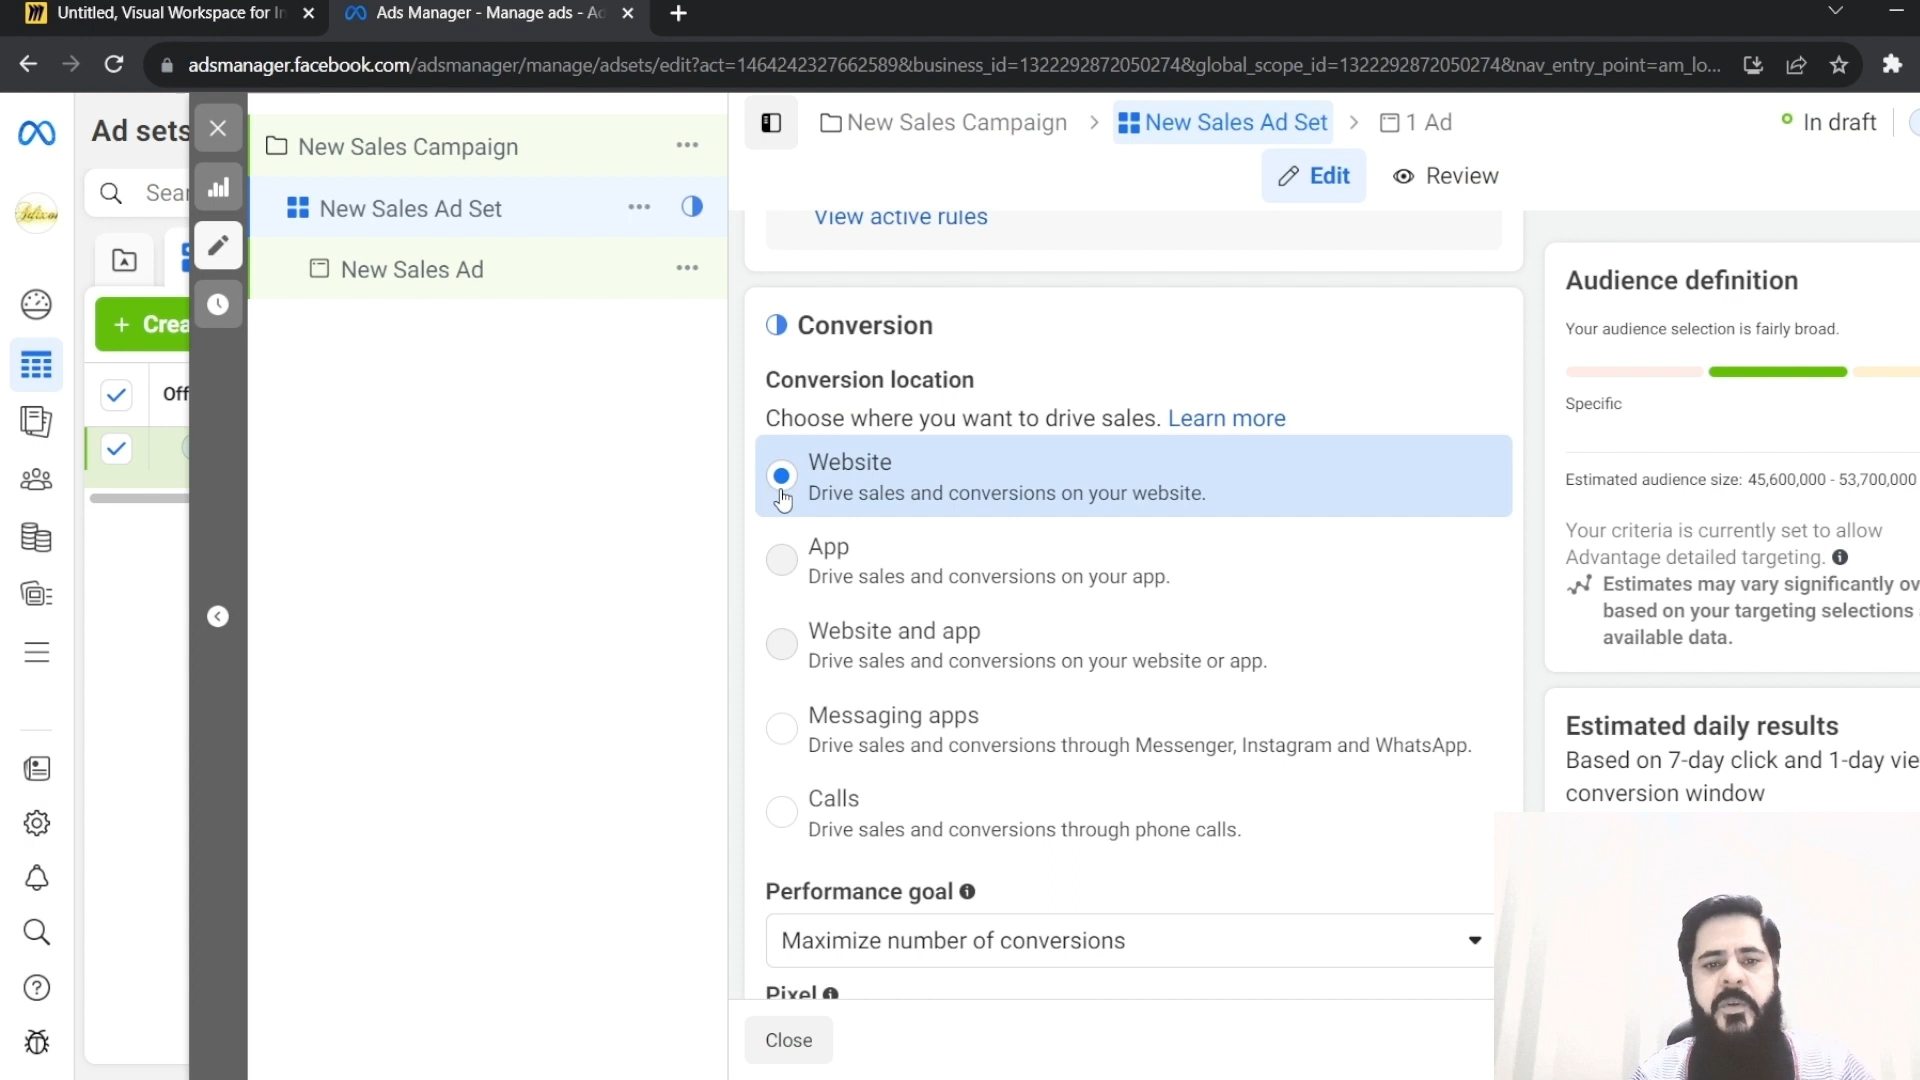 Untitled, Visual Workspace for In
Ads Manager - Manage ads - Ad
adsmanager.facebook.com/adsmanager/manage/adsets/edit?act=146424232766258​9&business_id=1322292872050274&global_scope_id=1322292872050274&nav_entry_point=am_lo...
Ad sets
New Sales Campaign
New Sales Campaign
New Sales Ad Set
1 Ad
In draft
Sear
New Sales Ad Set
Edit
Review
View active rules
New Sales Ad
+ Crea
Off
Conversion
Conversion location
Choose where you want to drive sales. Learn more
Website
Drive sales and conversions on your website.
App
Drive sales and conversions on your app.
Website and app
Drive sales and conversions on your website or app.
Messaging apps
Drive sales and conversions through Messenger, Instagram and WhatsApp.
Calls
Drive sales and conversions through phone calls.
Performance goal
Maximize number of conversions
Pixel
Close
Audience definition
Your audience selection is fairly broad.
Specific
Estimated audience size: 45,600,000 - 53,700,000
Your criteria is currently set to allow
Advantage detailed targeting.
Estimates may vary significantly ov
based on your targeting selections
available data.
Estimated daily results
Based on 7-day click and 1-day vie
conversion window